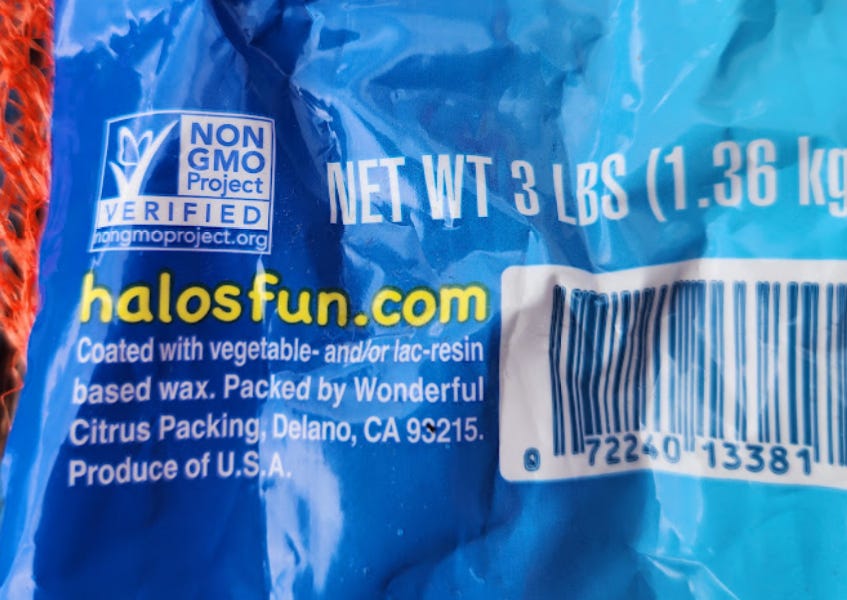 NON
GMO
Project
VERIFIED
nongmoproject.org
NET WT 3 LBS (1.36 kg
halosfun.com
Coated with vegetable- and/or lac-resin
based wax. Packed by Wonderful
Citrus Packing, Delano, CA 93215.
Produce of U.S.A.
0 72240 13381